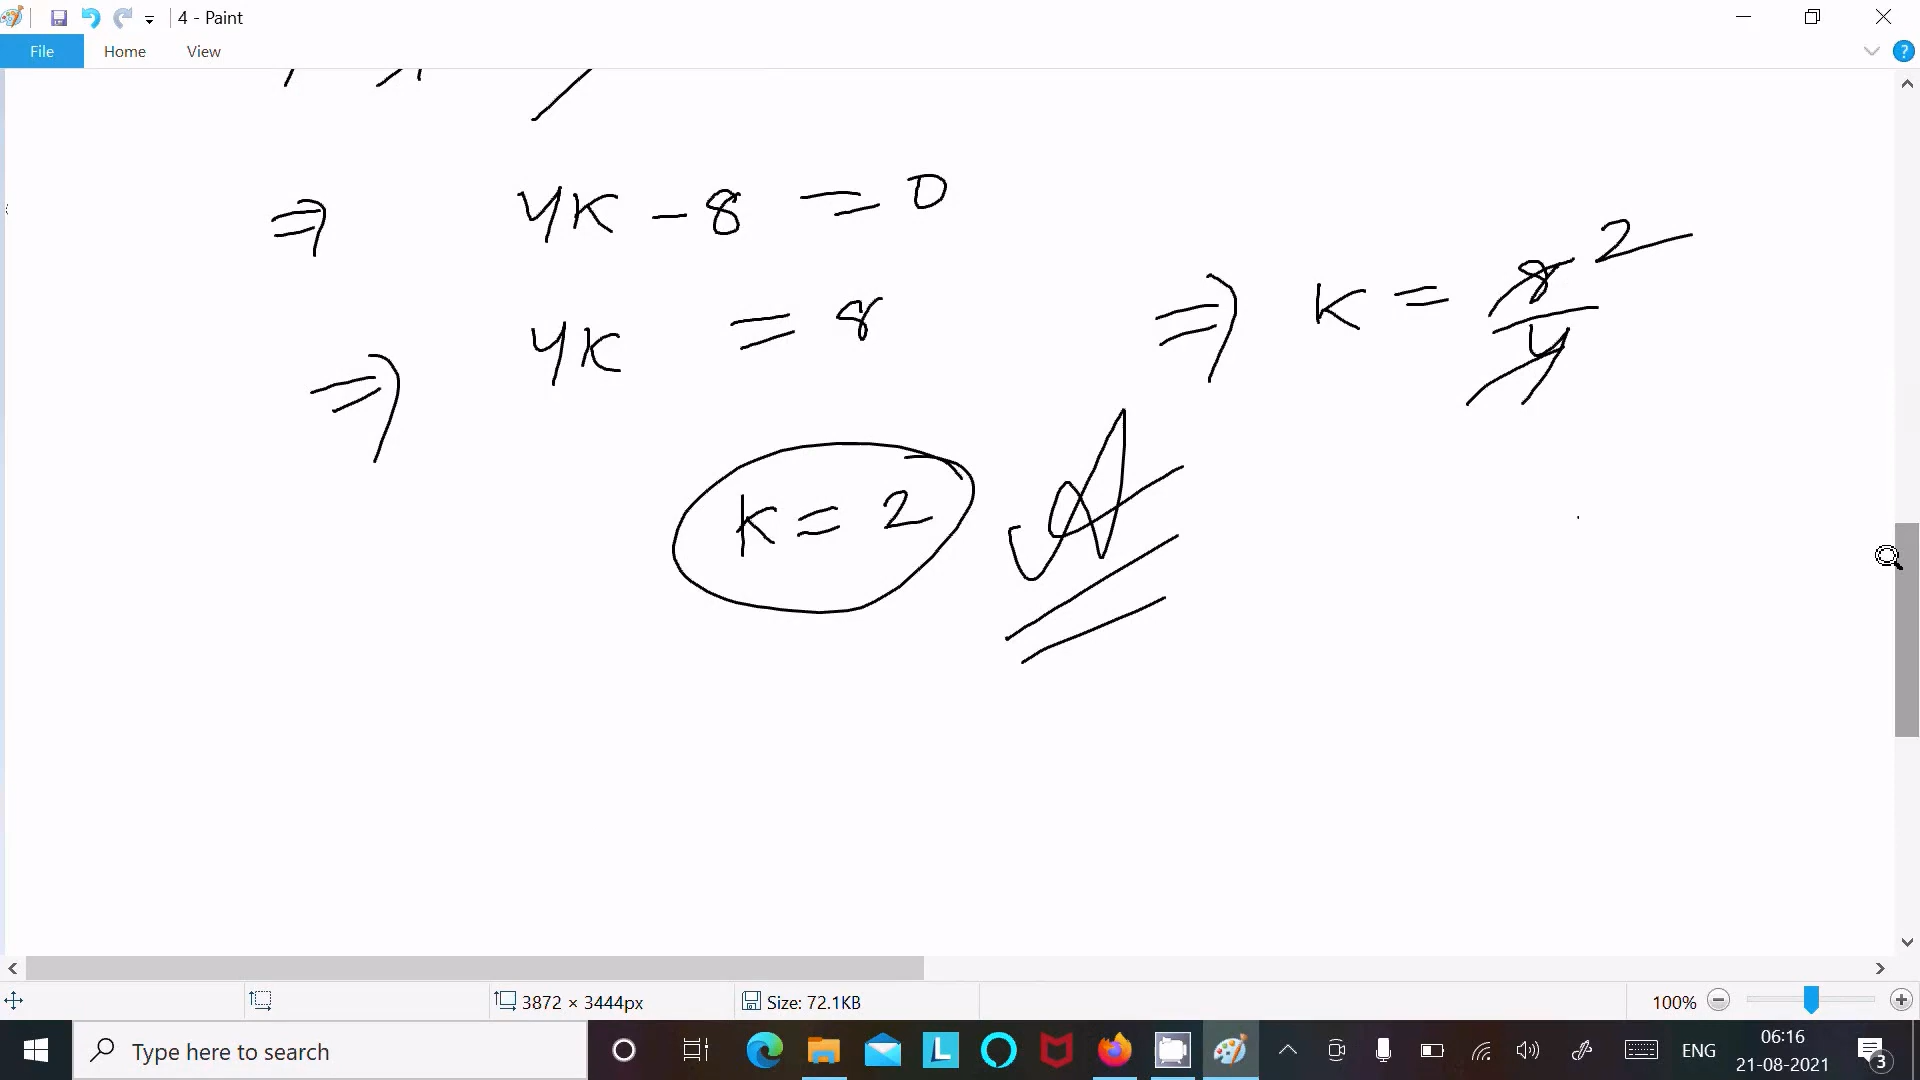 4 - Paint
File Home View
⇒ 4K - 8 = 0
⇒ 4K = 8 ⇒ K = 8/4 2
K = 2
100%
3872 × 3444px Size: 72.1KB
Type here to search
L
ENG
06:16
21-08-2021
3